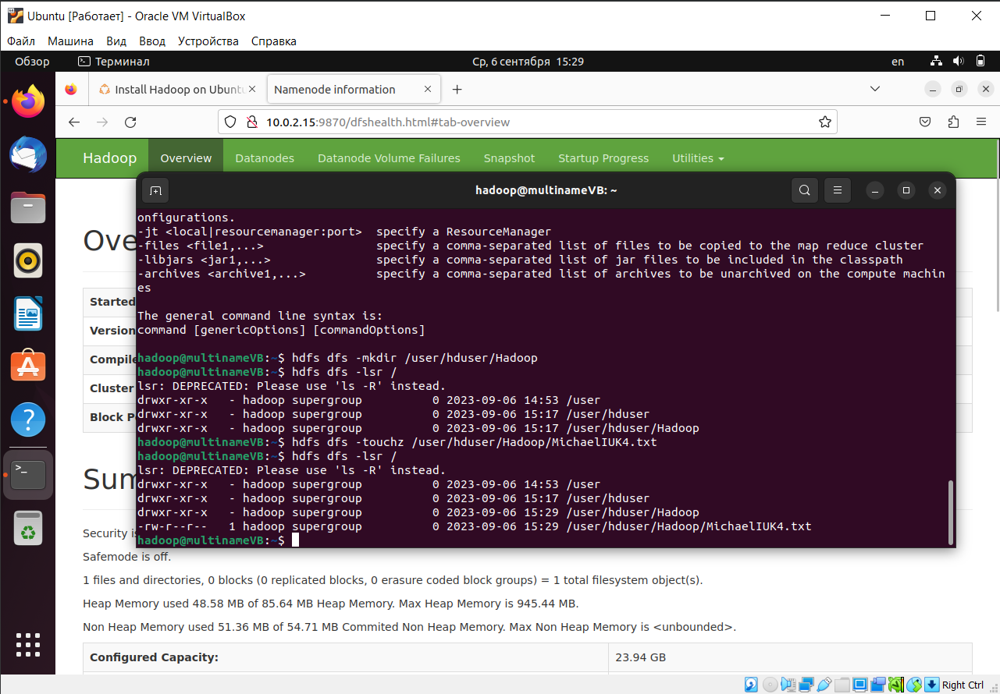 Ubuntu [Работает] - Oracle VM VirtualBox
Файл Машина Вид Ввод Устройства Справка
Обзор Терминал Ср, 6 сентября 15:29 en
Install Hadoop on Ubuntu Namenode information
10.0.2.15:9870/dfshealth.html#tab-overview
Hadoop Overview Datanodes Datanode Volume Failures Snapshot Startup Progress Utilities
hadoop@multinameVB: ~
onfigurations.
-jt <local|resourcemanager:port>  specify a ResourceManager
-files <file1,...>                specify a comma-separated list of files to be copied to the map reduce cluster
-libjars <jar1,...>               specify a comma-separated list of jar files to be included in the classpath
-archives <archive1,...>          specify a comma-separated list of archives to be unarchived on the compute machin
es
The general command line syntax is:
command [genericOptions] [commandOptions]
hadoop@multinameVB:~$ hdfs dfs -mkdir /user/hduser/Hadoop
hadoop@multinameVB:~$ hdfs dfs -lsr /
lsr: DEPRECATED: Please use 'ls -R' instead.
drwxr-xr-x   - hadoop supergroup          0 2023-09-06 14:53 /user
drwxr-xr-x   - hadoop supergroup          0 2023-09-06 15:17 /user/hduser
drwxr-xr-x   - hadoop supergroup          0 2023-09-06 15:17 /user/hduser/Hadoop
hadoop@multinameVB:~$ hdfs dfs -touchz /user/hduser/Hadoop/MichaelIUK4.txt
hadoop@multinameVB:~$ hdfs dfs -lsr /
lsr: DEPRECATED: Please use 'ls -R' instead.
drwxr-xr-x   - hadoop supergroup          0 2023-09-06 14:53 /user
drwxr-xr-x   - hadoop supergroup          0 2023-09-06 15:17 /user/hduser
drwxr-xr-x   - hadoop supergroup          0 2023-09-06 15:29 /user/hduser/Hadoop
-rw-r--r--   1 hadoop supergroup          0 2023-09-06 15:29 /user/hduser/Hadoop/MichaelIUK4.txt
hadoop@multinameVB:~$
Ove
Started
Version
Compile
Cluster
Block P
Sum
Security is
Safemode is off.
1 files and directories, 0 blocks (0 replicated blocks, 0 erasure coded block groups) = 1 total filesystem object(s).
Heap Memory used 48.58 MB of 85.64 MB Heap Memory. Max Heap Memory is 945.44 MB.
Non Heap Memory used 51.36 MB of 54.71 MB Commited Non Heap Memory. Max Non Heap Memory is <unbounded>.
Configured Capacity: 23.94 GB
Right Ctrl